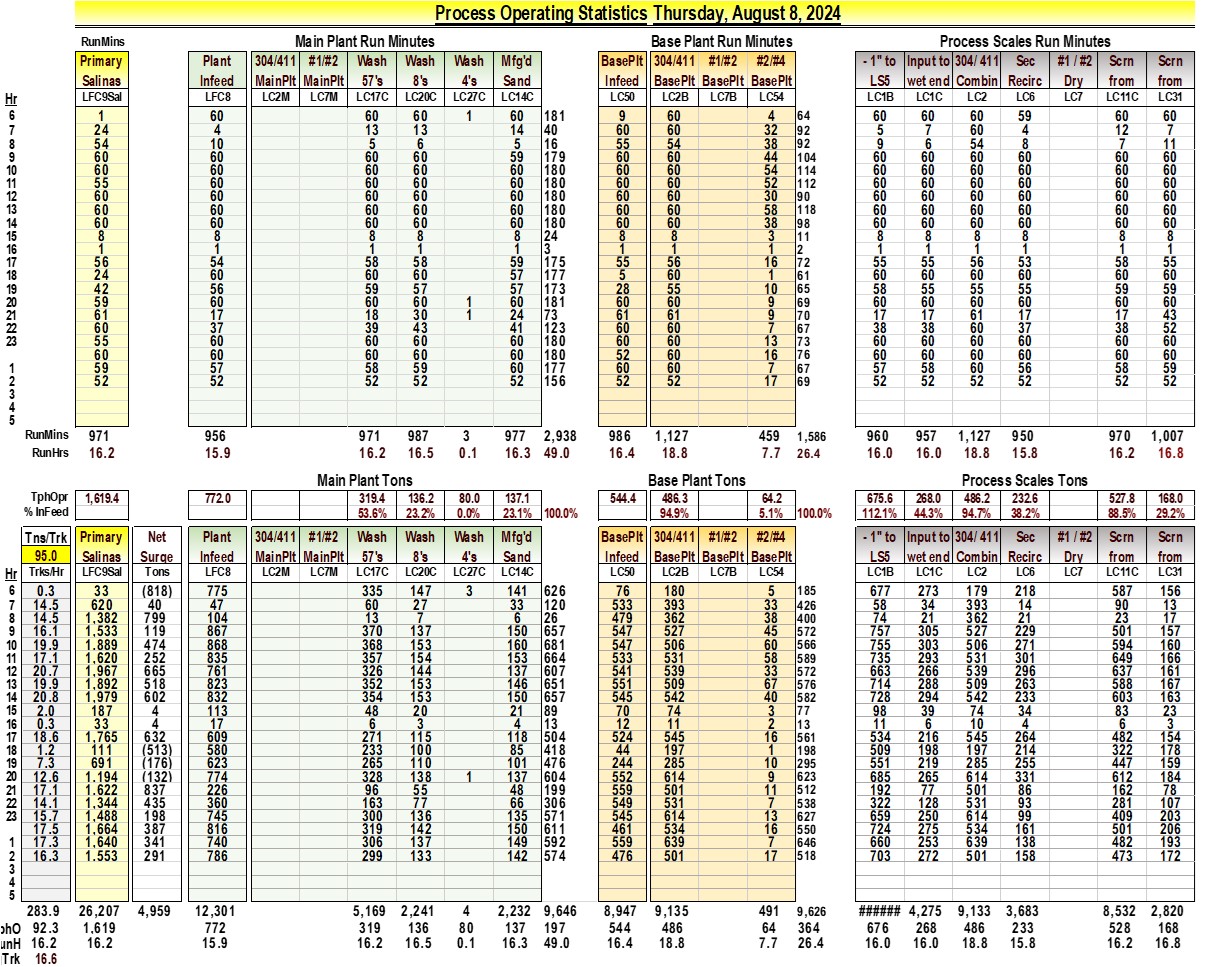 Process Operating Statistics Thursday, August 8, 2024
RunMins Main Plant Run Minutes Base Plant Run Minutes Process Scales Run Minutes
Primary Plant 304/411 #1/#2 Wash Wash Wash Mfg'd BasePlt 304/411 #1/#2 #2/#4 - 1" to Input to 304/ 411 Sec #1 / #2 Scrn Scrn
Salinas Infeed MainPlt MainPlt 57's 8's 4's Sand Infeed BasePlt BasePlt BasePlt LS5 wet end Combin Recirc Dry from from
Hr LFC9Sal LFC8 LC2M LC7M LC17C LC20C LC27C LC14C LC50 LC2B LC7B LC54 LC1B LC1C LC2 LC6 LC7 LC11C LC31
6 1 60 60 60 1 60 181 9 60 4 64 60 60 60 59 60 60
7 24 4 13 13 14 40 60 60 32 92 5 7 60 4 12 7
8 24 10 5 6 5 16 55 54 38 92 9 6 54 8 7 11
9 60 60 60 60 59 179 60 60 44 104 60 60 60 60 60 60
10 60 60 60 60 60 180 60 60 54 114 60 60 60 60 60 60
11 55 60 60 60 60 180 60 60 52 112 60 60 60 60 60 60
12 60 60 60 60 60 180 60 60 30 90 60 60 60 60 60 60
13 60 60 60 60 60 180 60 60 58 118 60 60 60 60 60 60
14 60 60 60 60 60 180 60 60 38 98 60 60 60 60 60 60
15 8 8 8 8 8 24 8 8 3 11 8 8 8 8 8 8
16 1 1 1 1 1 3 1 1 1 2 1 1 1 1 1 1
17 56 54 58 58 59 175 55 56 16 72 55 55 56 53 58 55
18 24 60 60 60 57 177 5 60 1 61 60 60 60 60 60 60
19 42 56 59 57 57 173 28 55 10 65 58 55 55 55 59 59
20 59 60 60 60 1 60 181 60 60 9 69 60 60 60 60 60 60
21 61 17 18 30 1 24 73 61 61 9 70 17 17 61 17 17 43
22 60 37 39 43 41 123 60 60 7 67 38 38 60 37 38 52
23 55 60 60 60 60 180 60 60 13 73 60 60 60 60 60 60
60 60 60 60 60 180 52 60 16 76 60 60 60 60 60 60
1 59 57 58 59 60 177 60 60 7 67 57 58 60 56 58 59
2 52 52 52 52 52 156 52 52 17 69 52 52 52 52 52 52
3
4
5
RunMins 971 956 971 987 3 977 2,938 986 1,127 459 1,586 960 957 1,127 950 970 1,007
RunHrs 16.2 15.9 16.2 16.5 0.1 16.3 49.0 16.4 18.8 7.7 26.4 16.0 16.0 18.8 15.8 16.2 16.8
Main Plant Tons Base Plant Tons Process Scales Tons
TphOpr 1,619.4 772.0 319.4 136.2 80.0 137.1 544.4 486.3 64.2 675.6 268.0 486.2 232.6 527.8 168.0
% InFeed 53.6% 23.2% 0.0% 23.1% 100.0% 94.9% 5.1% 100.0% 112.1% 44.3% 94.7% 38.2% 88.5% 29.2%
Tns/Trk Primary Net Plant 304/411 #1/#2 Wash Wash Wash Mfg'd BasePlt 304/411 #1/#2 #2/#4 - 1" to Input to 304/ 411 Sec #1 / #2 Scrn Scrn
95.0 Salinas Surge Infeed MainPlt MainPlt 57's 8's 4's Sand Infeed BasePlt BasePlt BasePlt LS5 wet end Combin Recirc Dry from from
Hr Trks/Hr LFC9Sal Tons LFC8 LC2M LC7M LC17C LC20C LC27C LC14C LC50 LC2B LC7B LC54 LC1B LC1C LC2 LC6 LC7 LC11C LC31
6 0.3 33 (818) 775 335 147 3 141 626 76 180 5 185 677 273 179 218 587 156
7 14.5 620 40 47 60 27 33 120 533 393 33 426 58 34 393 14 90 13
8 14.5 1,382 799 104 13 7 6 26 479 362 38 400 74 21 362 21 23 17
9 16.1 1,533 119 867 370 137 150 657 547 527 45 572 757 305 527 229 501 157
10 19.9 1,889 474 868 368 153 160 681 547 506 60 566 755 303 506 271 594 160
11 17.1 1,620 252 835 357 154 153 664 533 531 58 589 735 293 531 301 649 166
12 20.7 1,967 665 761 326 144 137 607 541 539 33 572 663 266 539 296 637 161
13 19.9 1,892 518 823 352 153 146 651 551 509 67 576 714 288 509 263 588 167
14 20.8 1,979 602 832 354 153 150 657 545 542 40 582 728 294 542 233 603 163
15 2.0 187 4 113 48 20 21 89 70 74 3 77 98 39 74 34 83 23
16 0.3 33 4 17 6 3 4 13 12 11 2 13 11 6 10 4 6 3
17 18.6 1,765 632 609 271 115 118 504 524 545 16 561 534 216 545 264 482 154
18 1.2 111 (513) 580 233 100 85 418 44 197 1 198 509 198 197 214 322 178
19 7.3 691 (176) 623 265 110 101 476 244 285 10 295 551 219 285 255 447 159
20 12.6 1,194 (132) 774 328 138 1 137 604 552 614 9 623 685 265 614 331 612 184
21 17.1 1,622 837 226 96 55 48 199 559 501 11 512 192 77 501 86 162 78
22 14.1 1,344 435 360 163 77 66 306 549 531 7 538 322 128 531 93 281 107
23 15.7 1,488 198 745 300 136 135 571 545 614 13 627 659 250 614 99 409 203
17.5 1,664 387 816 319 142 150 611 461 534 16 550 724 275 534 161 501 206
1 17.3 1,640 341 740 306 137 149 592 559 639 7 646 660 253 639 138 482 193
2 16.3 1,553 291 786 299 133 142 574 476 501 17 518 703 272 501 158 473 172
3
4
5
283.9 26,207 4,959 12,301 5,169 2,241 4 2,232 9,646 8,947 9,135 491 9,626 ###### 4,275 9,133 3,683 8,532 2,820
phO 92.3 1,619 772 319 136 80 137 197 544 486 64 364 676 268 486 233 528 168
unH 16.2 16.2 15.9 16.2 16.5 0.1 16.3 49.0 16.4 18.8 7.7 26.4 16.0 16.0 18.8 15.8 16.2 16.8
Trk 16.6